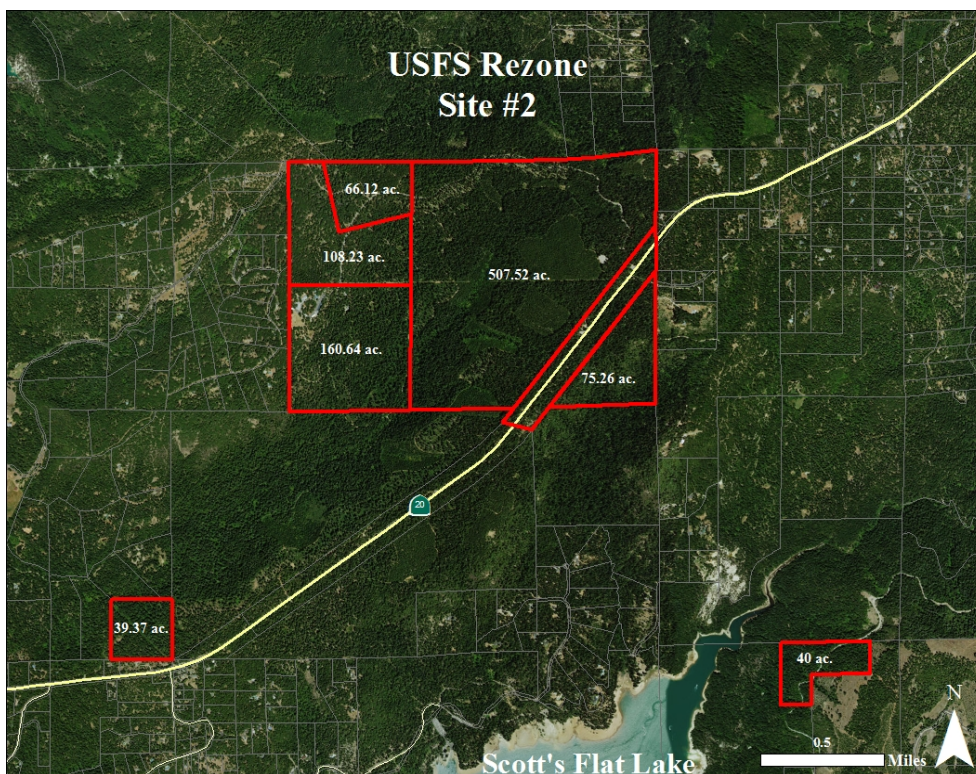 USFS Rezone
Site #2
66.12 ac.
108.23 ac.
507.52 ac.
160.64 ac.
75.26 ac.
20
39.37 ac.
40 ac.
N
0.5
Miles
Scott's Flat Lake